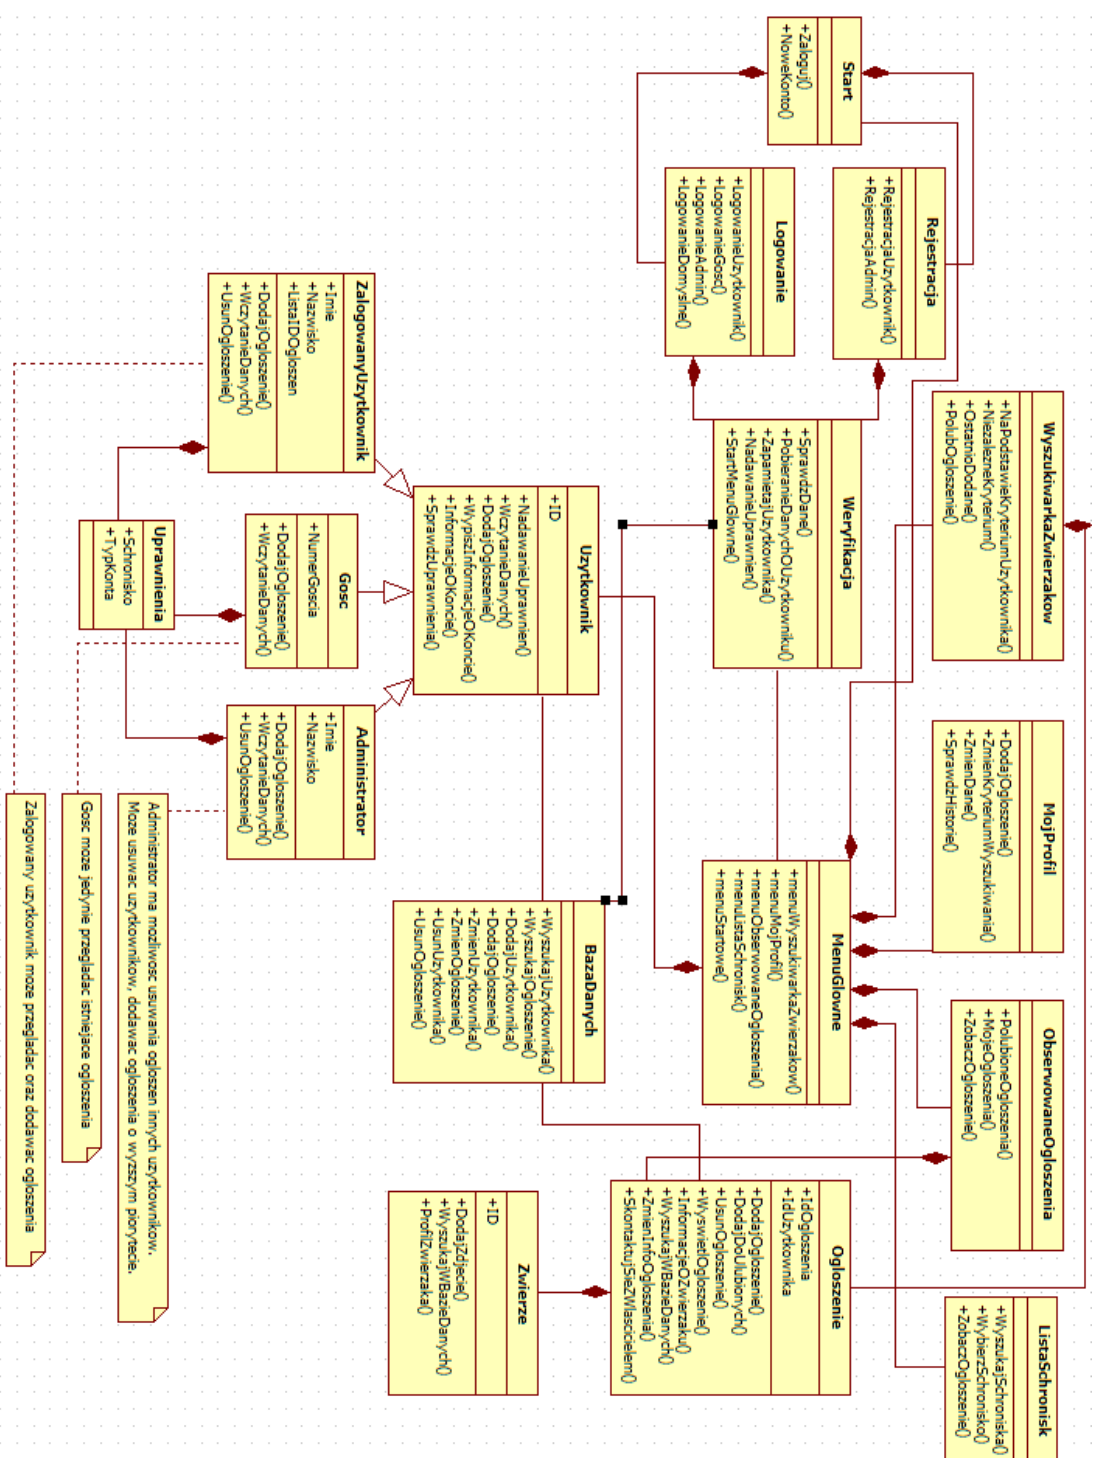 Start
+Zaloguj()
+NoweKonto()
Rejestracja
+RejestracjaUzytkownik()
+RejestracjaAdmin()
Logowanie
+LogowanieUzytkownik()
+LogowanieGosc()
+LogowanieAdmin()
+LogowanieDomyslne()
WyszukiwarkaZwierzakow
+NaPodstawieKryteriumUzytkownika()
+NiezalezneKryterium()
+OstatnioDodane()
+PolubOgloszenie()
MojProfil
+DodajOgloszenie()
+ZmienKryteriumWyszukiwania()
+ZmienDane()
+SprawdzHistorie()
ObserwowaneOgloszenia
+PolubioneOgloszenia()
+MojeOgloszenia()
+ZobaczOgloszenie()
ListaSchronisk
+WyszukajSchroniska()
+WybierzSchronisko()
+ZobaczOgloszenie()
Weryfikacja
+SprawdzDane()
+PobieranieDanychOUzytkowniku()
+ZapamietajUzytkownika()
+NadawanieUprawnien()
+StartMenuGlowne()
MenuGlowne
+menuWyszukiwarkaZwierzakow()
+menuMojProfil()
+menuObserwowaneOgloszenia()
+menuListaSchronisk()
+menuStartowe()
Ogloszenie
+IdOgloszenia
+IdUzytkownika
+DodajOgloszenie()
+DodajDoUlubionych()
+UsunOgloszenie()
+WyswietlOgloszenie()
+InformacjeOZwierzaku()
+WyszukajWBazieDanych()
+ZmienInfoOgloszenia()
+SkontaktujSieZWlascicielem()
Uzytkownik
+ID
+NadawanieUprawnien()
+WczytanieDanych()
+DodajOgloszenie()
+WypiszInformacjeOKoncie()
+InformacjeOKoncie()
+SprawdzUprawnienia()
BazaDanych
+WyszukajUzytkownika()
+WyszukajOgloszenie()
+DodajUzytkownika()
+DodajOgloszenie()
+ZmienUzytkownika()
+ZmienOgloszenie()
+UsunUzytkownika()
+UsunOgloszenie()
Zwierze
+ID
+DodajZdjecie()
+WyszukajWBazieDanych()
+ProfilZwierzaka()
ZalogowanyUzytkownik
+Imie
+Nazwisko
+ListaIDOgloszen
+DodajOgloszenie()
+WczytanieDanych()
+UsunOgloszenie()
Gosc
+NumerGoscia
+DodajOgloszenie()
+WczytanieDanych()
Administrator
+Imie
+Nazwisko
+DodajOgloszenie()
+WczytanieDanych()
+UsunOgloszenie()
Uprawnienia
+Schronisko
+TypKonta
Administrator ma mozliwosc usuwania ogloszen innych uzytkownikow.
Moze usuwac uzytkownikow, dodawac ogloszenia o wyzszym piorytecie.
Gosc moze jedynie przegladac istniejace ogloszenia
Zalogowany uzytkownik moze przegladac oraz dodawac ogloszenia